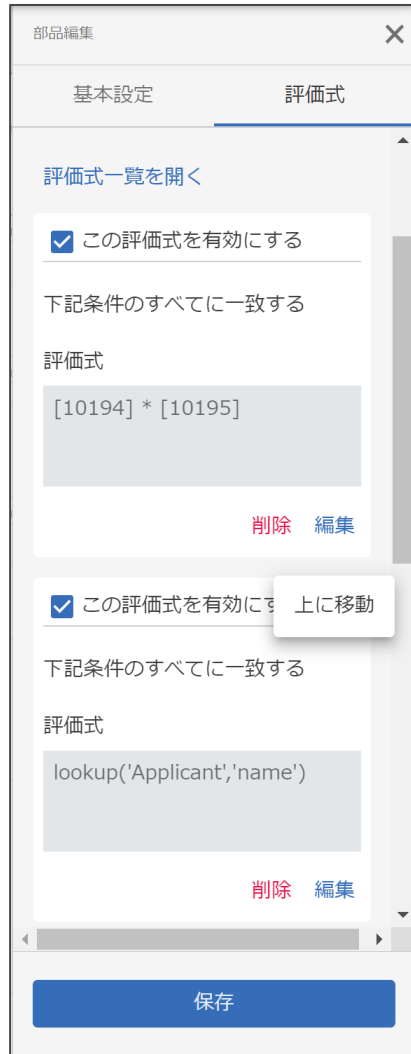 部品編集
基本設定 評価式
評価式一覧を開く
この評価式を有効にする
下記条件のすべてに一致する
評価式
[10194] * [10195]
削除 編集
この評価式を有効にす 上に移動
下記条件のすべてに一致する
評価式
lookup('Applicant','name')
削除 編集
保存